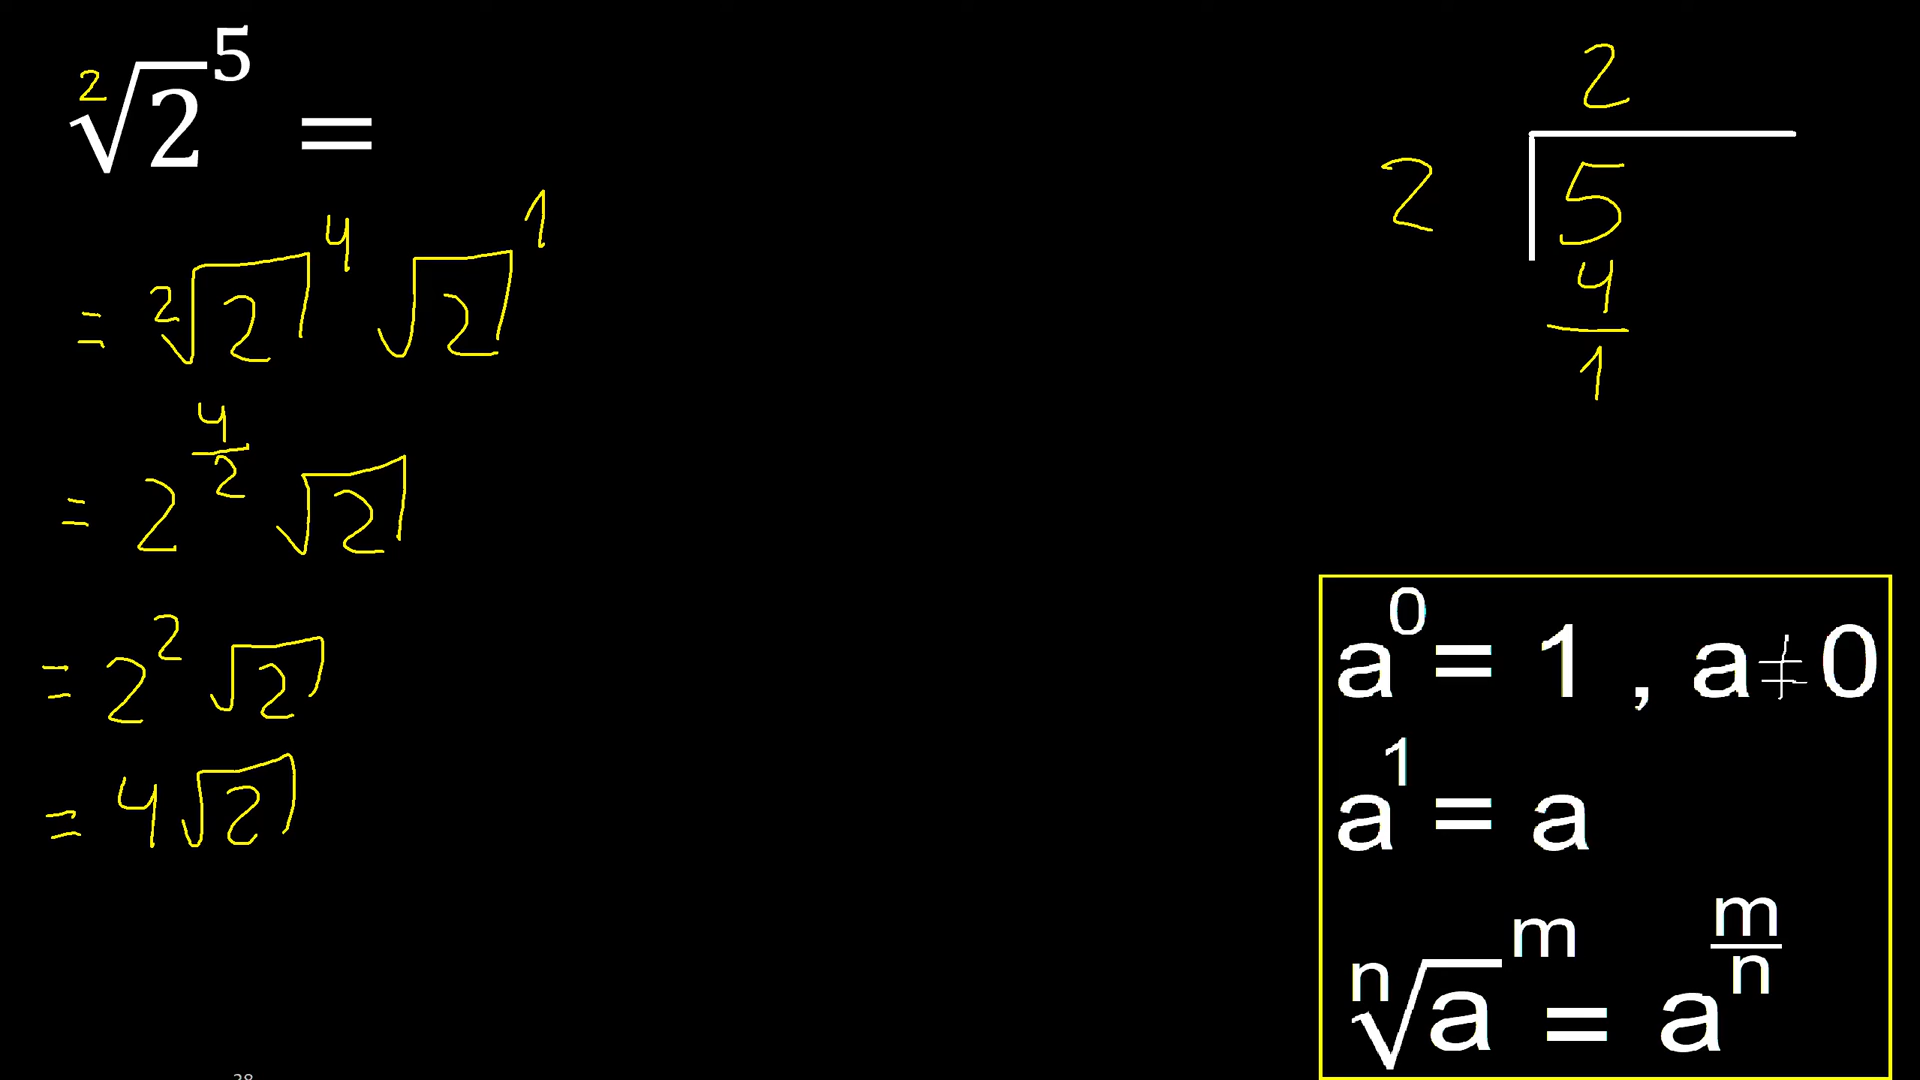 ²√2⁵ =
= ²√2⁴ √2¹
= 2^(4/2) √2
= 2² √2
= 4√2
2
2 5
4
1
a⁰ = 1 , a ≠ 0
a¹ = a
ⁿ√aᵐ = a^(m/n)